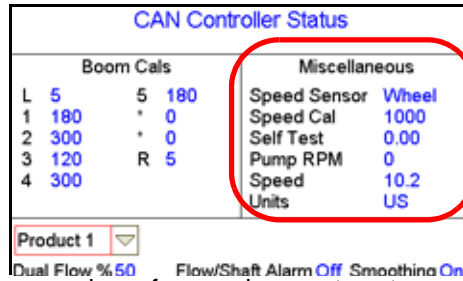 CAN Controller Status
Boom Cals
L 5 5 180
1 180 * 0
2 300 * 0
3 120 R 5
4 300
Miscellaneous
Speed Sensor Wheel
Speed Cal 1000
Self Test 0.00
Pump RPM 0
Speed 10.2
Units US
Product 1
Dual Flow % 50 Flow/Shaft Alarm Off Smoothing On